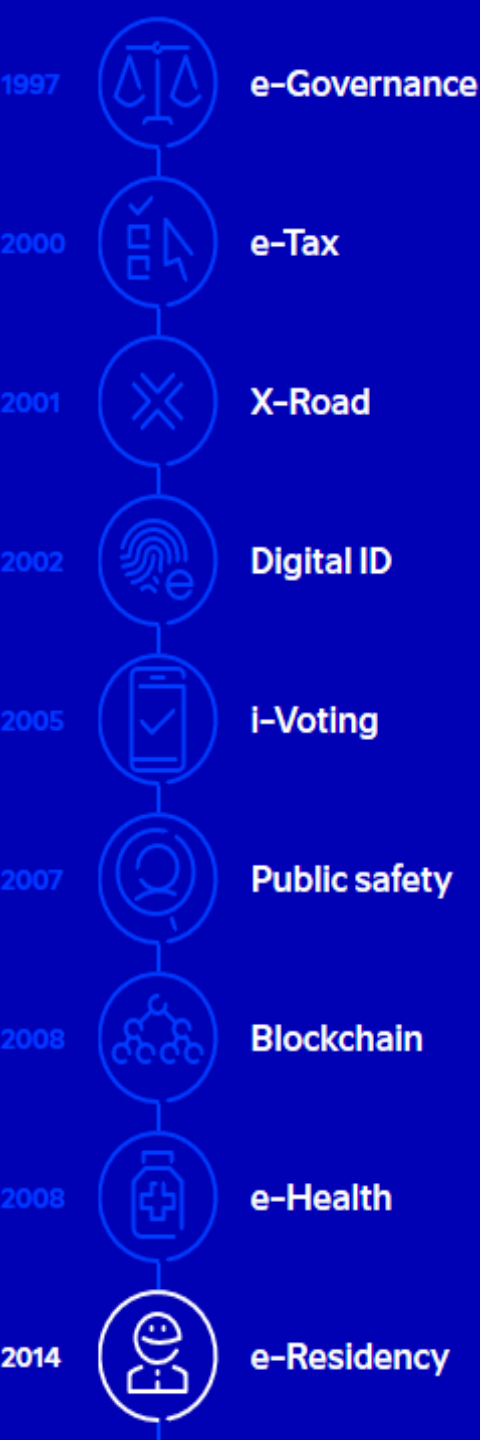 1997 e-Governance
2000 e-Tax
2001 X-Road
2002 Digital ID
2005 i-Voting
2007 Public safety
2008 Blockchain
2008 e-Health
2014 e-Residency